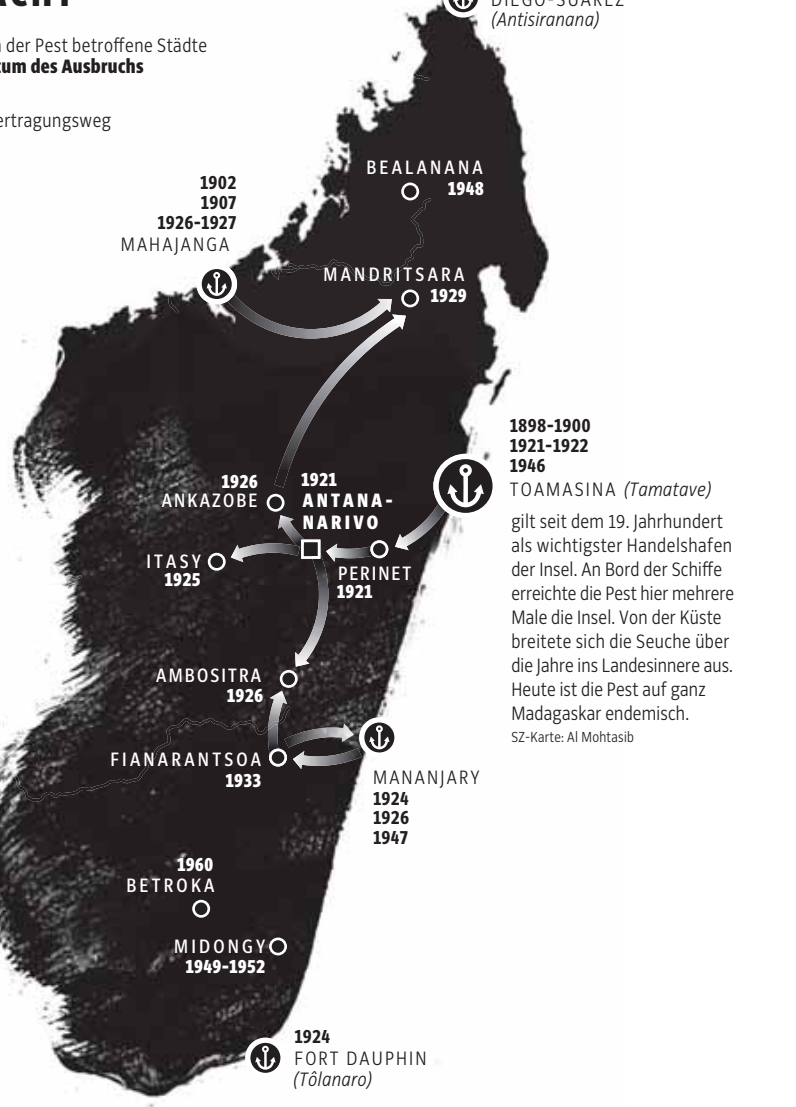 DIEGO-SUAREZ
(Antisiranana)
der Pest betroffene Städte
des Ausbruchs
BEALANANA
1948
1902
1907
1926-1927
MAHAJANGA
MANDRITSARA
1929
1898-1900
1921-1922
1946
TOAMASINA (Tamatave)
gilt seit dem 19. Jahrhundert
als wichtigster Handelshafen
der Insel. An Bord der Schiffe
erreichte die Pest hier mehrere
Male die Insel. Von der Küste
breitete sich die Seuche über
die Jahre ins Landesinnere aus.
Heute ist die Pest auf ganz
Madagaskar endemisch.
SZ-Karte: Al Mohtasib
1926
ANKAZOBE
1921
ANTANA-
NARIVO
ITASY
1925
PERINET
1921
AMBOSITRA
1926
FIANARANTSOA
1933
MANANJARY
1924
1926
1947
1960
BETROKA
MIDONGY
1949-1952
1924
FORT DAUPHIN
(Tôlanaro)